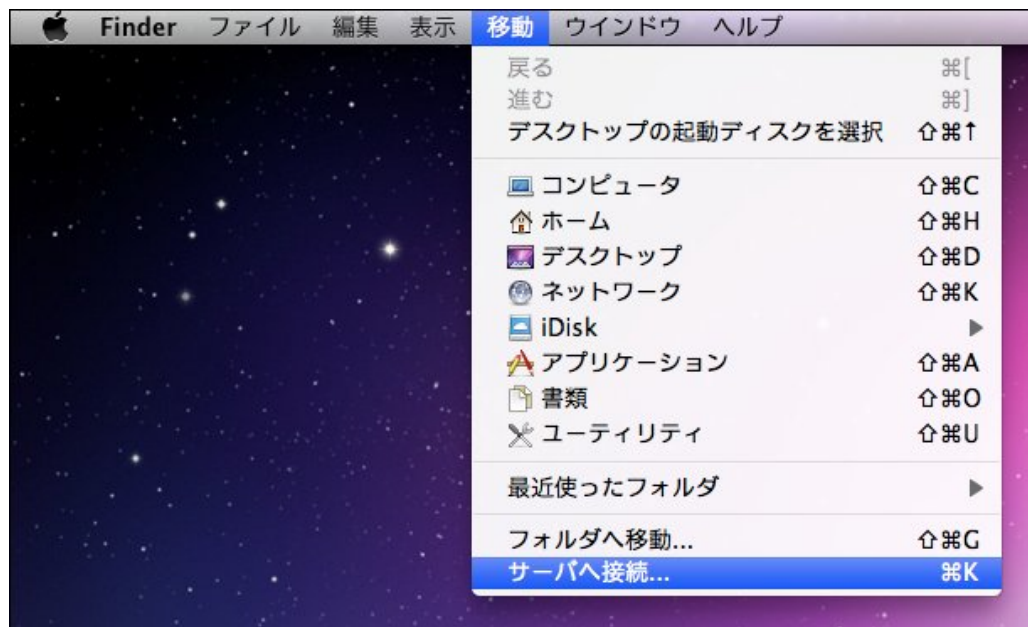 Finder ファイル 編集 表示 移動 ウインドウ ヘルプ
戻る ⌘[
進む ⌘]
デスクトップの起動ディスクを選択 ⇧⌘↑
コンピュータ ⇧⌘C
ホーム ⇧⌘H
デスクトップ ⇧⌘D
ネットワーク ⇧⌘K
iDisk ▶
アプリケーション ⇧⌘A
書類 ⇧⌘O
ユーティリティ ⇧⌘U
最近使ったフォルダ ▶
フォルダへ移動... ⇧⌘G
サーバへ接続... ⌘K